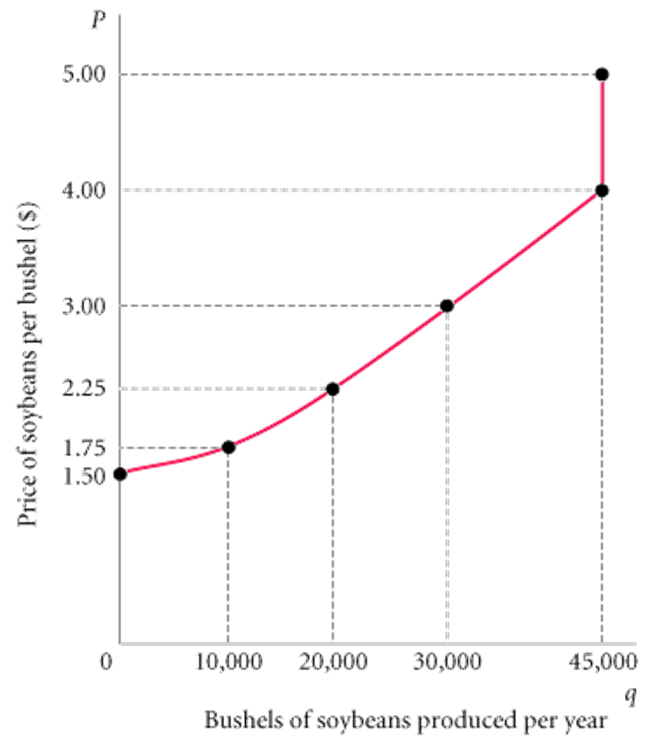 P
5.00
4.00
3.00
2.25
1.75
1.50
Price of soybeans per bushel ($)
0 10,000 20,000 30,000 45,000
q
Bushels of soybeans produced per year